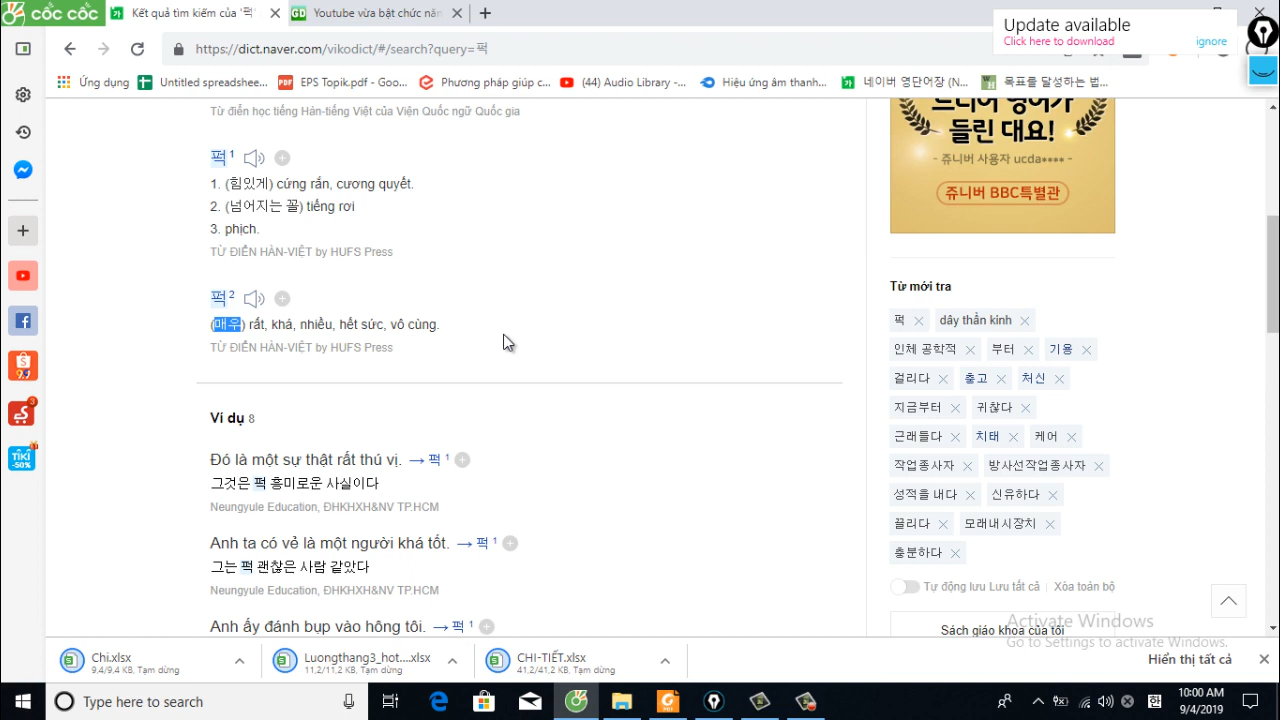 cốc cốc
Kết quả tìm kiếm của '퍽'
Youtube vừa bật chức năn
https://dict.naver.com/vikodict/#/search?query=퍽
Update available
Click here to download
ignore
Ứng dụng
Untitled spreadshee...
EPS Topik.pdf - Goo...
Phương pháp giúp c...
(44) Audio Library -...
Hiệu ứng âm thanh...
네이버 영단어장 (N...
목표를 달성하는 법...
Từ điển học tiếng Hàn-tiếng Việt của Viện Quốc ngữ Quốc gia
퍽 1
1. (힘있게) cứng rắn, cương quyết.
2. (넘어지는 꼴) tiếng rơi
3. phịch.
TỪ ĐIỂN HÀN-VIỆT by HUFS Press
퍽 2
(매우) rất, khá, nhiều, hết sức, vô cùng.
TỪ ĐIỂN HÀN-VIỆT by HUFS Press
Ví dụ 8
Đó là một sự thật rất thú vị. → 퍽 1
그것은 퍽 흥미로운 사실이다
Neungyule Education, ĐHKHXH&NV TP.HCM
Anh ta có vẻ là một người khá tốt. → 퍽 1
그는 퍽 괜찮은 사람 같았다
Neungyule Education, ĐHKHXH&NV TP.HCM
Anh ấy đánh bụp vào hông tôi. → 퍽 1
드디어 영어가
들린 대요!
- 쥬니버 사용자 ucda**** -
쥬니버 BBC특별관
Từ mới tra
퍽 dây thần kinh
인체 공학적 부터 기용
걸리다 출고 처신
지금부터 귀찮다
근래들다 치태 케어
작업종사자 방사선작업종사자
성적을 내다 신유하다
끌리다 모래내시장치
충분하다
Tự động lưu Lưu tất cả | Xóa toàn bộ
Sách giáo khoa của tôi
Activate Windows
Go to Settings to activate Windows.
Chi.xlsx
9,4/9,4 KB, Tạm dừng
Luongthang3_hot....xlsx
11,2/11,2 KB, Tạm dừng
CHI-TIẾT.xlsx
41,2/41,2 KB, Tạm dừng
Hiển thị tất cả
Type here to search
한
10:00 AM
9/4/2019
S
9.9
3
TIKI
-50%